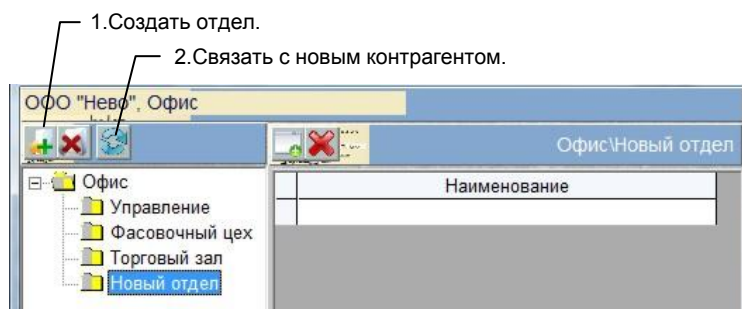 1.Создать отдел.
2.Связать с новым контрагентом.
ООО "Нево", Офис
Офис\Новый отдел
Офис
Наименование
Управление
Фасовочный цех
Торговый зал
Новый отдел